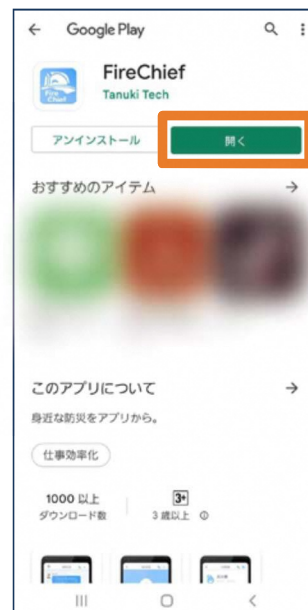 Google Play
FireChief
Tanuki Tech
Fire
Chief
アンインストール
開く
おすすめのアイテム
このアプリについて
身近な防災をアプリから。
仕事効率化
1000 以上
ダウンロード数
3+
3 歳以上